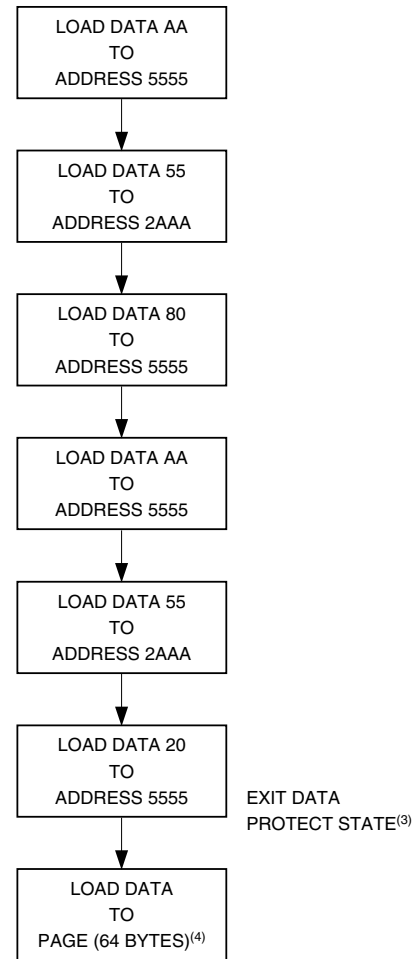 LOAD DATA AA
TO
ADDRESS 5555
LOAD DATA 55
TO
ADDRESS 2AAA
LOAD DATA 80
TO
ADDRESS 5555
LOAD DATA AA
TO
ADDRESS 5555
LOAD DATA 55
TO
ADDRESS 2AAA
LOAD DATA 20
TO
ADDRESS 5555
EXIT DATA
PROTECT STATE(3)
LOAD DATA
TO
PAGE (64 BYTES)(4)